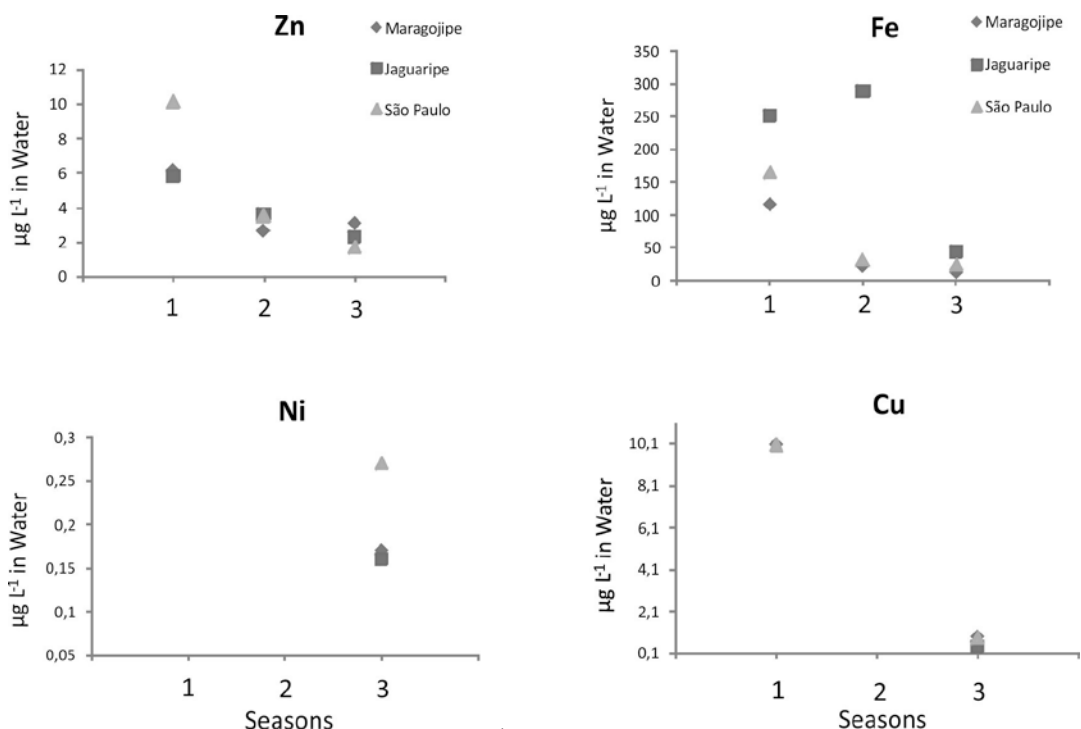 Zn
Maragojipe
Jaguaripe
São Paulo
12
10
8
6
4
2
0
µg L⁻¹ in Water
1 2 3
Fe
Maragojipe
Jaguaripe
São Paulo
350
300
250
200
150
100
50
0
µg L⁻¹ in Water
1 2 3
Ni
0,3
0,25
0,2
0,15
0,1
0,05
µg L⁻¹ in Water
1 2 3
Seasons
Cu
10,1
8,1
6,1
4,1
2,1
0,1
µg L⁻¹ in Water
1 2 3
Seasons